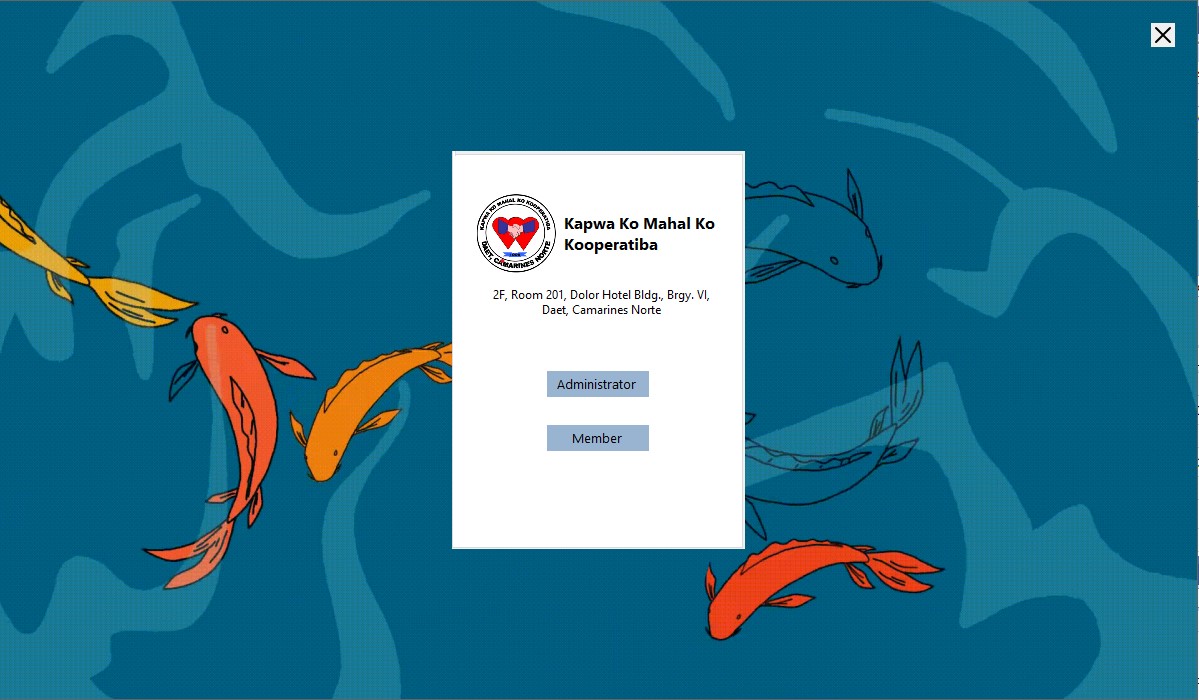 KAPWA KO MAHAL KO KOOPERATIBA
DAET, CAMARINES NORTE
Kapwa Ko Mahal Ko
Kooperatiba
2F, Room 201, Dolor Hotel Bldg., Brgy. VI,
Daet, Camarines Norte
Administrator
Member